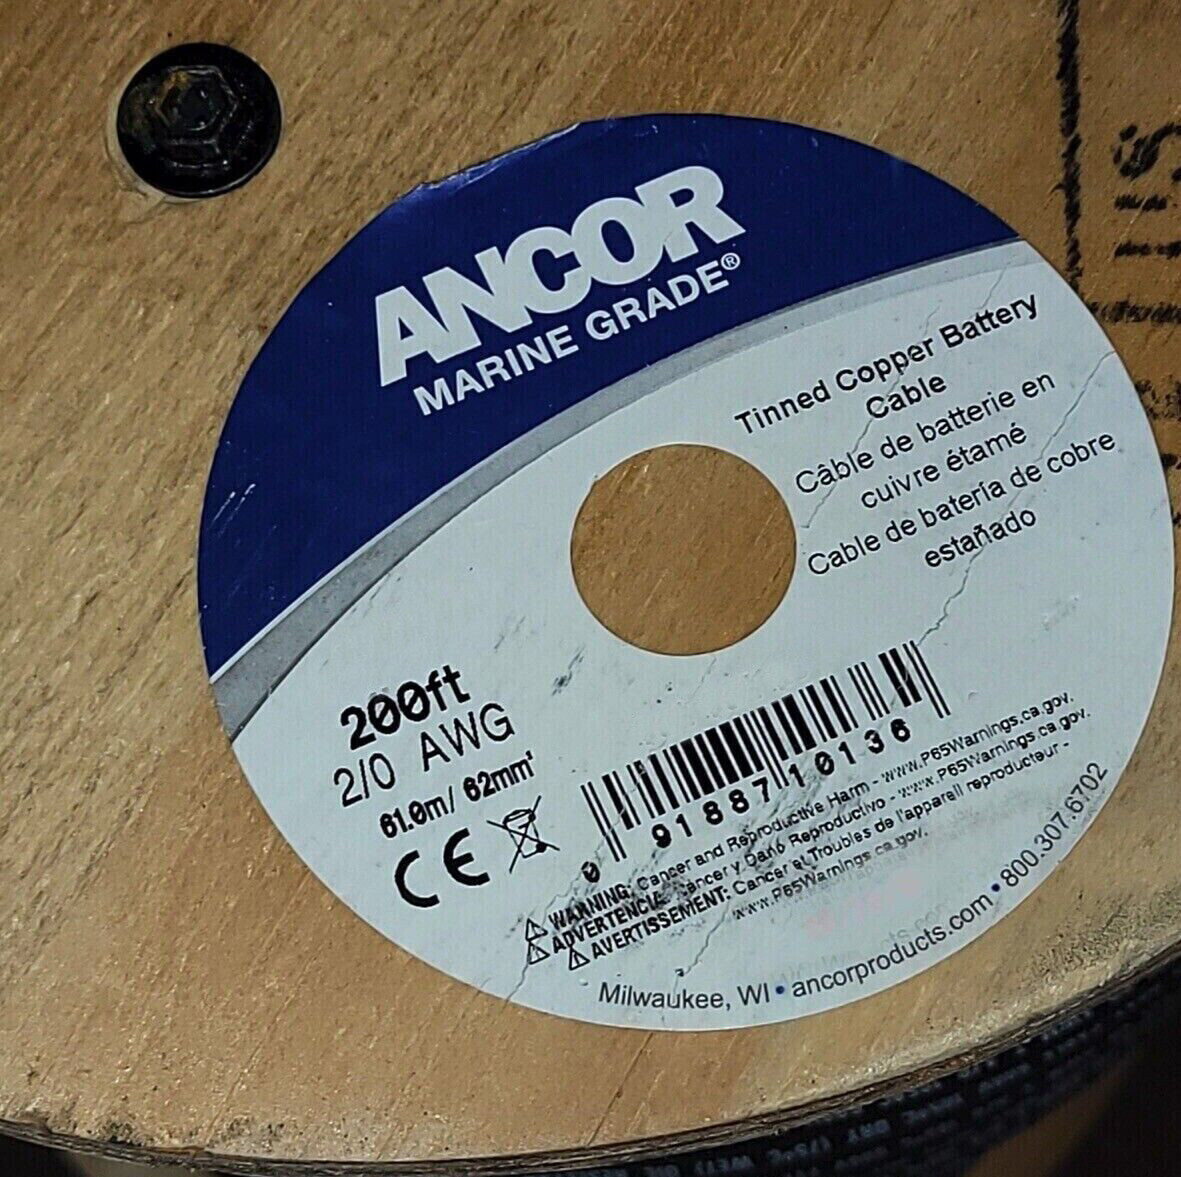 ANCOR
MARINE GRADE®
Tinned Copper Battery
Cable
Câble de batterie en
cuivre étamé
Cable de batería de cobre
estañado
200ft
2/0 AWG
61.0m/ 62mm²
CE
0 91887 10136
⚠ WARNING: Cancer and Reproductive Harm - www.P65Warnings.ca.gov.
⚠ ADVERTENCIA: Cancer y Daño Reproductivo - www.P65Warnings.ca.gov.
⚠ AVERTISSEMENT: Cancer et Troubles de l'appareil reproducteur -
www.P65Warnings.ca.gov.
Milwaukee, WI • ancorproducts.com • 800.307.6702